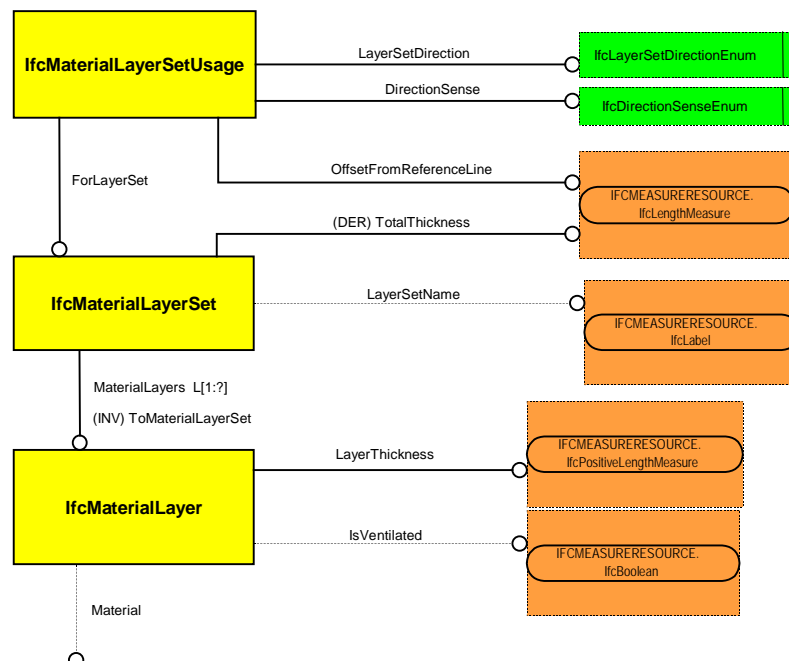 LayerSetDirection
IfcMaterialLayerSetUsage
IfcLayerSetDirectionEnum
DirectionSense
IfcDirectionSenseEnum
ForLayerSet
OffsetFromReferenceLine
IFCMEASURERESOURCE.
IfcLengthMeasure
(DER) TotalThickness
IfcMaterialLayerSet
LayerSetName
IFCMEASURERESOURCE.
IfcLabel
MaterialLayers L[1:?]
(INV) ToMaterialLayerSet
IfcMaterialLayer
LayerThickness
IFCMEASURERESOURCE.
IfcPositiveLengthMeasure
IsVentilated
IFCMEASURERESOURCE.
IfcBoolean
Material